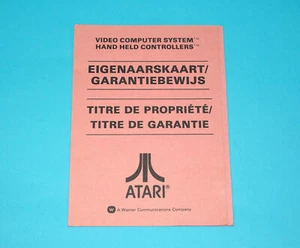 VIDEO COMPUTER SYSTEM™
HAND HELD CONTROLLERS™
EIGENAARSKAART/
GARANTIEBEWIJS
TITRE DE PROPRIÉTÉ/
TITRE DE GARANTIE
ATARI®
A Warner Communications Company